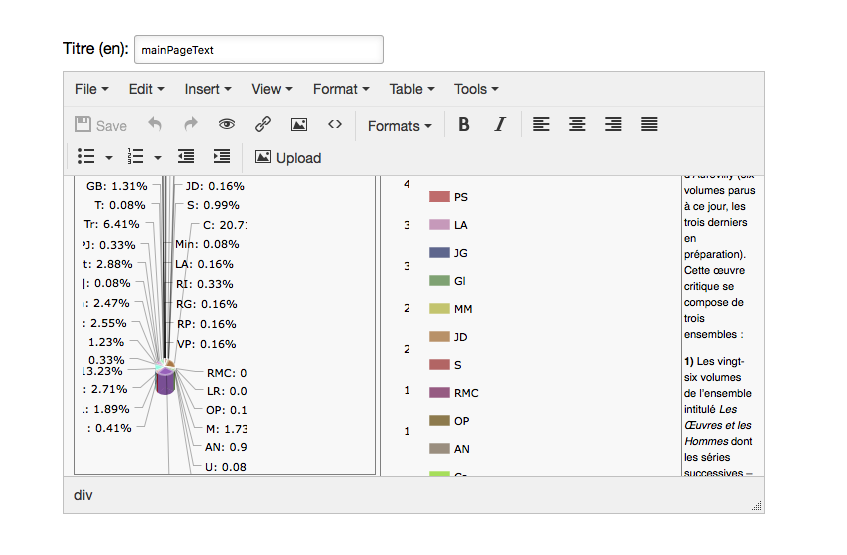 Titre (en): mainPageText
File Edit Insert View Format Table Tools
Save Formats B I
Upload
GB: 1.31%
T: 0.08%
Tr: 6.41%
PJ: 0.33%
t: 2.88%
: 0.08%
: 2.47%
: 2.55%
1.23%
0.33%
13.23%
: 2.71%
.: 1.89%
: 0.41%
JD: 0.16%
S: 0.99%
C: 20.7
Min: 0.08%
LA: 0.16%
RI: 0.33%
RG: 0.16%
RP: 0.16%
VP: 0.16%
RMC: 0
LR: 0.0
OP: 0.1
M: 1.73
AN: 0.9
U: 0.08
4
3
3
2
2
1
1
PS
LA
JG
GI
MM
JD
S
RMC
OP
AN
d'Aurevilly (six
volumes parus
à ce jour, les
trois derniers
en
préparation).
Cette œuvre
critique se
compose de
trois
ensembles :
1) Les vingt-
six volumes
de l'ensemble
intitulé Les
Œuvres et les
Hommes dont
les séries
successives –
div